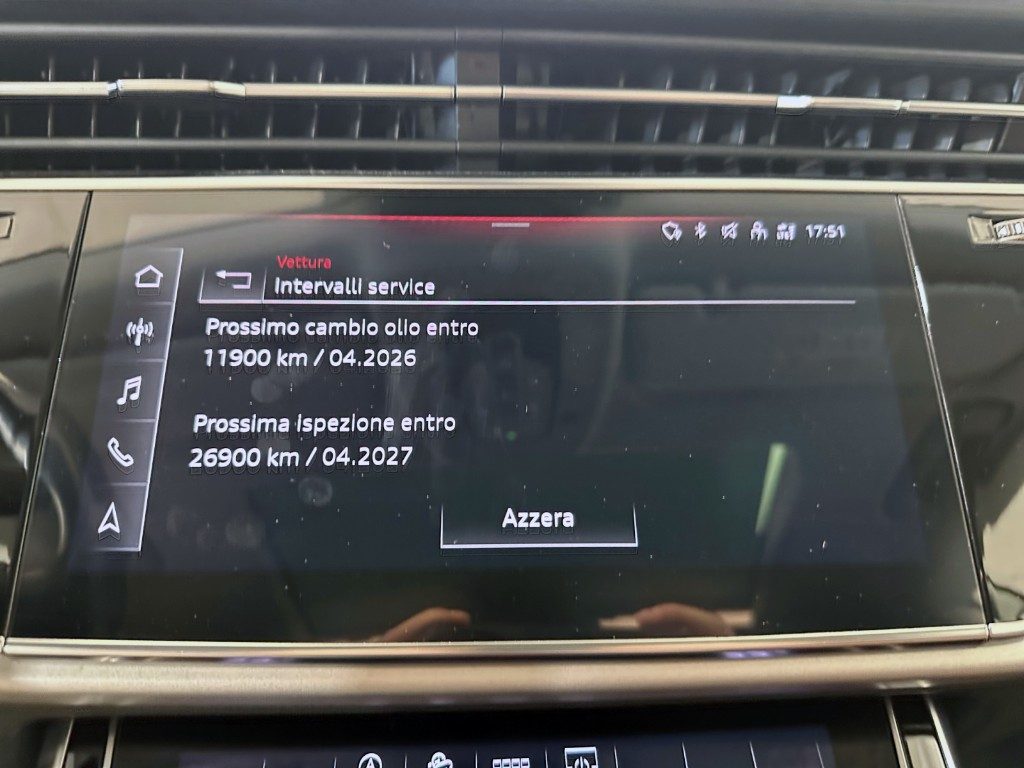 17:51
Vettura
Intervalli service
Prossimo cambio olio entro
11900 km / 04.2026
Prossima ispezione entro
26900 km / 04.2027
Azzera